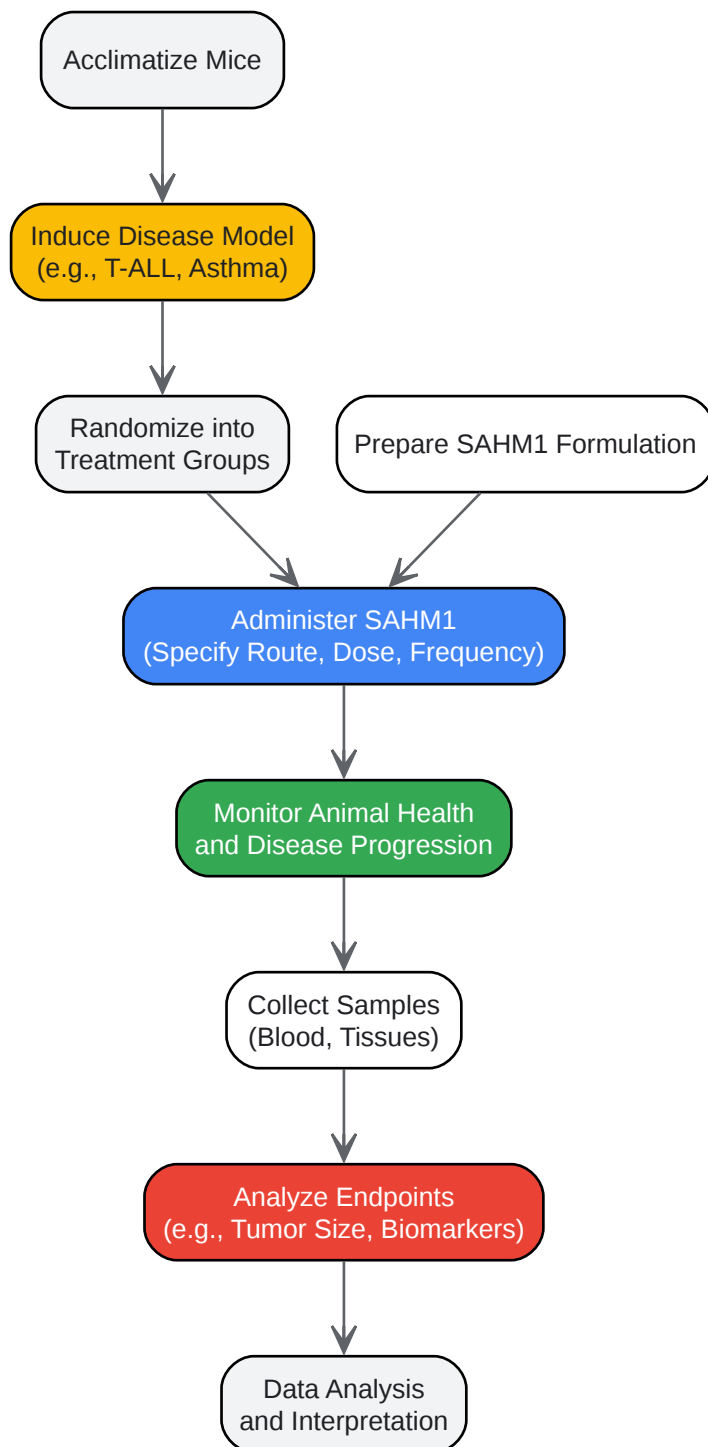 Acclimatize Mice
Induce Disease Model
(e.g., T-ALL, Asthma)
Randomize into
Treatment Groups
Prepare SAHM1 Formulation
Administer SAHM1
(Specify Route, Dose, Frequency)
Monitor Animal Health
and Disease Progression
Collect Samples
(Blood, Tissues)
Analyze Endpoints
(e.g., Tumor Size, Biomarkers)
Data Analysis
and Interpretation